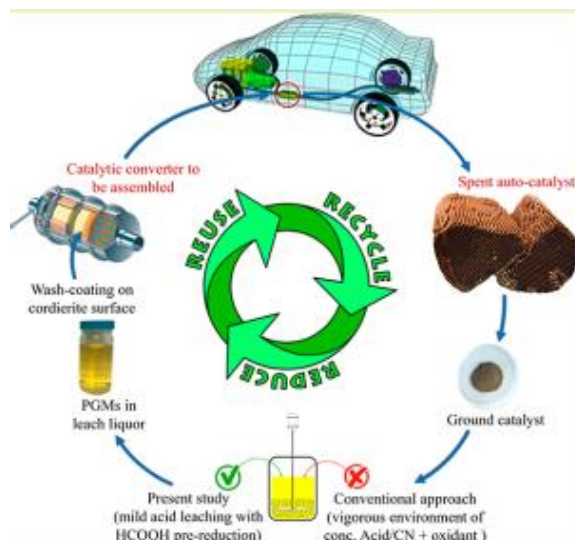 Catalytic converter to
be assembled
Spent auto-catalyst
REUSE
RECYCLE
REDUCE
Wash-coating on
cordierite surface
PGMs in
leach liquor
Ground catalyst
Present study
(mild acid leaching with
HCOOH pre-reduction)
Conventional approach
(vigorous environment of
conc. Acid/CN + oxidant )